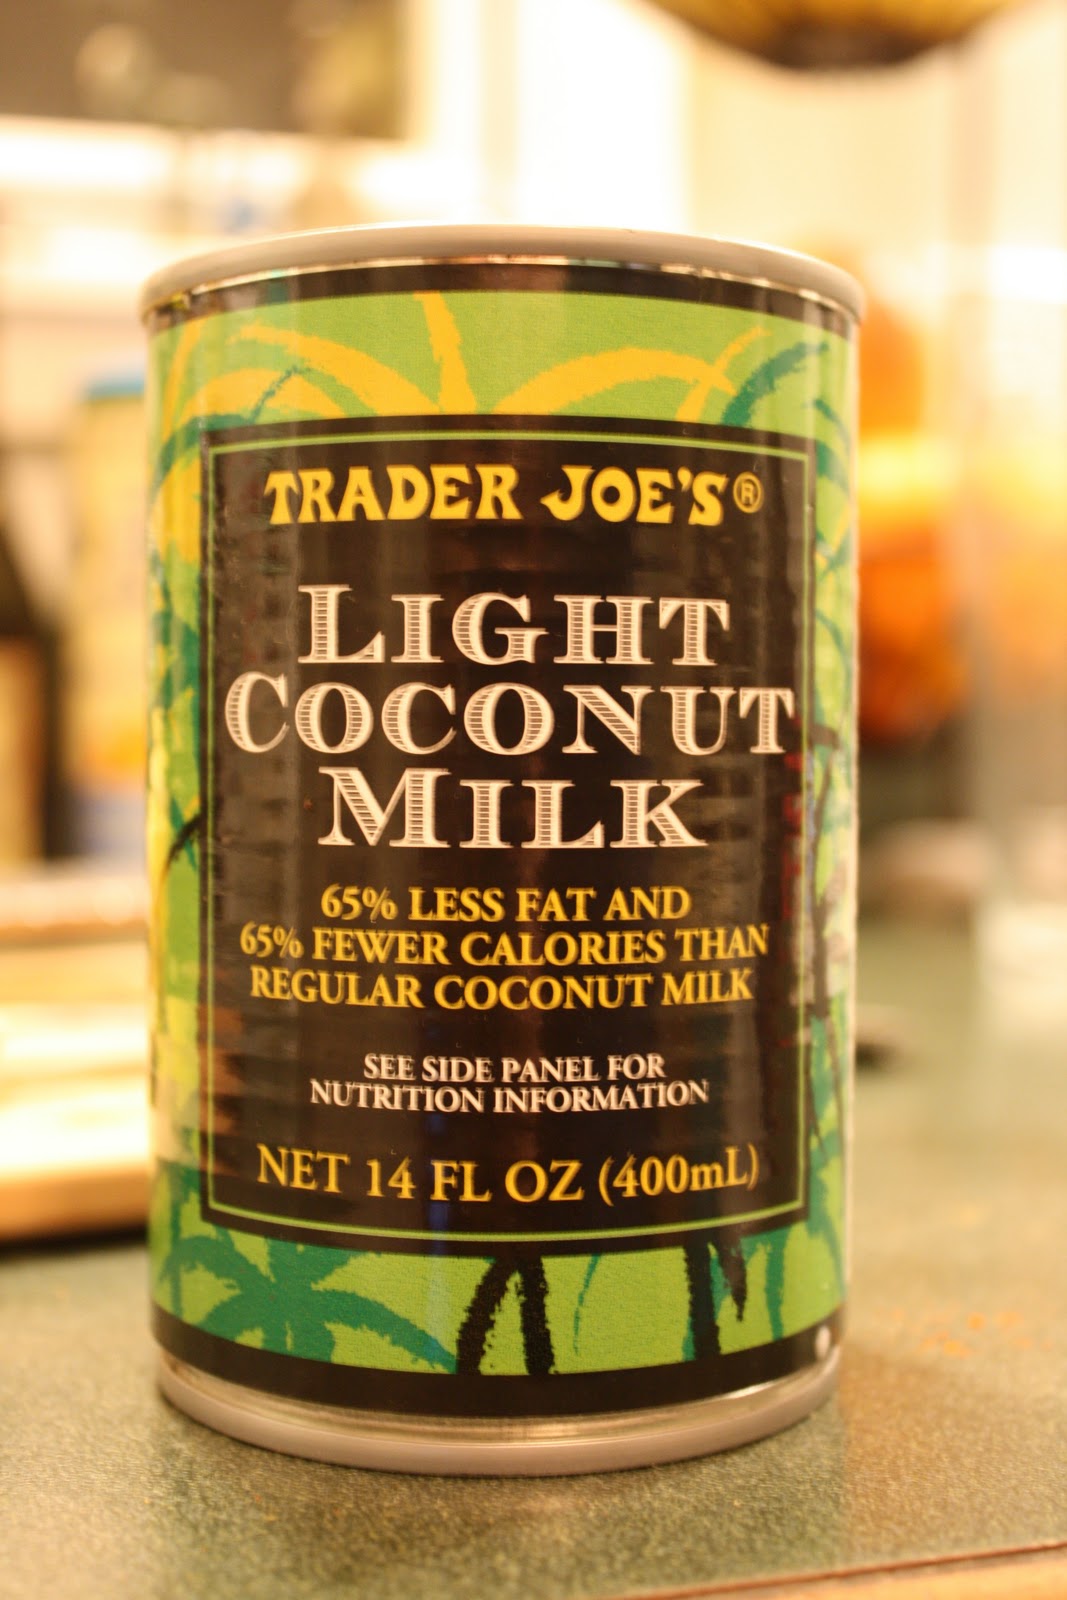 TRADER JOE'S®
LIGHT
COCONUT
MILK
65% LESS FAT AND
65% FEWER CALORIES THAN
REGULAR COCONUT MILK
SEE SIDE PANEL FOR
NUTRITION INFORMATION
NET 14 FL OZ (400mL)